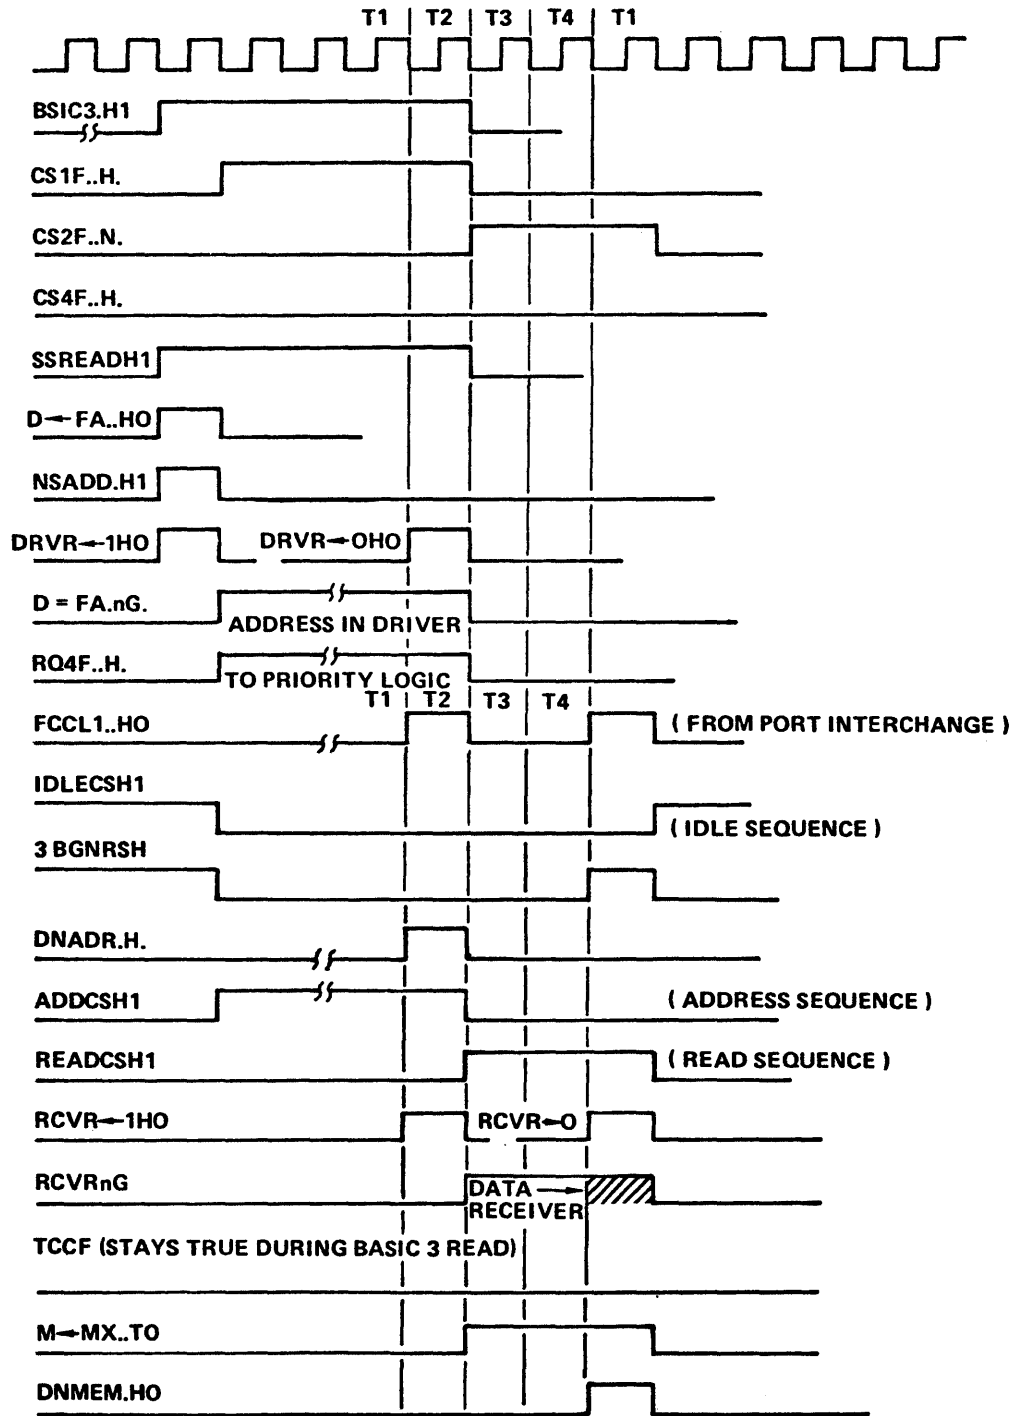 T1 T2 T3 T4 T1
BSIC3.H1
CS1F..H.
CS2F..N.
CS4F..H.
SSREADH1
D←FA..HO
NSADD.H1
DRVR←1HO DRVR←OHO
D = FA.nG.
ADDRESS IN DRIVER
RQ4F..H.
TO PRIORITY LOGIC
T1 T2 T3 T4
FCCL1..HO ( FROM PORT INTERCHANGE )
IDLECSH1
( IDLE SEQUENCE )
3 BGNRSH
DNADR.H.
ADDCSH1 ( ADDRESS SEQUENCE )
READCSH1 ( READ SEQUENCE )
RCVR←1HO RCVR←O
RCVRnG
DATA →
RECEIVER
TCCF (STAYS TRUE DURING BASIC 3 READ)
M←MX..TO
DNMEM.HO